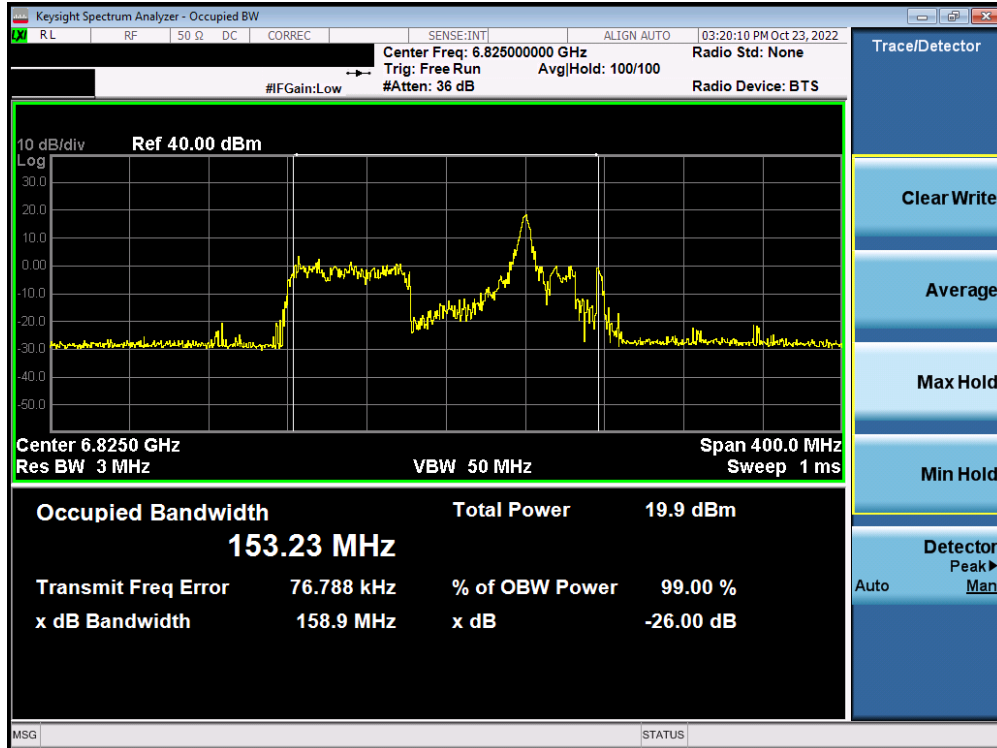 Keysight Spectrum Analyzer - Occupied BW
LXI RL RF 50 Ω DC CORREC SENSE:INT ALIGN AUTO 03:20:10 PM Oct 23, 2022
Center Freq: 6.825000000 GHz Radio Std: None
Trig: Free Run Avg|Hold: 100/100
#IFGain:Low #Atten: 36 dB Radio Device: BTS
Trace/Detector
10 dB/div Ref 40.00 dBm
Log
30.0
20.0
10.0
0.00
-10.0
-20.0
-30.0
-40.0
-50.0
Center 6.8250 GHz Span 400.0 MHz
Res BW 3 MHz VBW 50 MHz Sweep 1 ms
Occupied Bandwidth Total Power 19.9 dBm
153.23 MHz
Transmit Freq Error 76.788 kHz % of OBW Power 99.00 %
x dB Bandwidth 158.9 MHz x dB -26.00 dB
Clear Write
Average
Max Hold
Min Hold
Detector
Peak▶
Auto Man
MSG STATUS